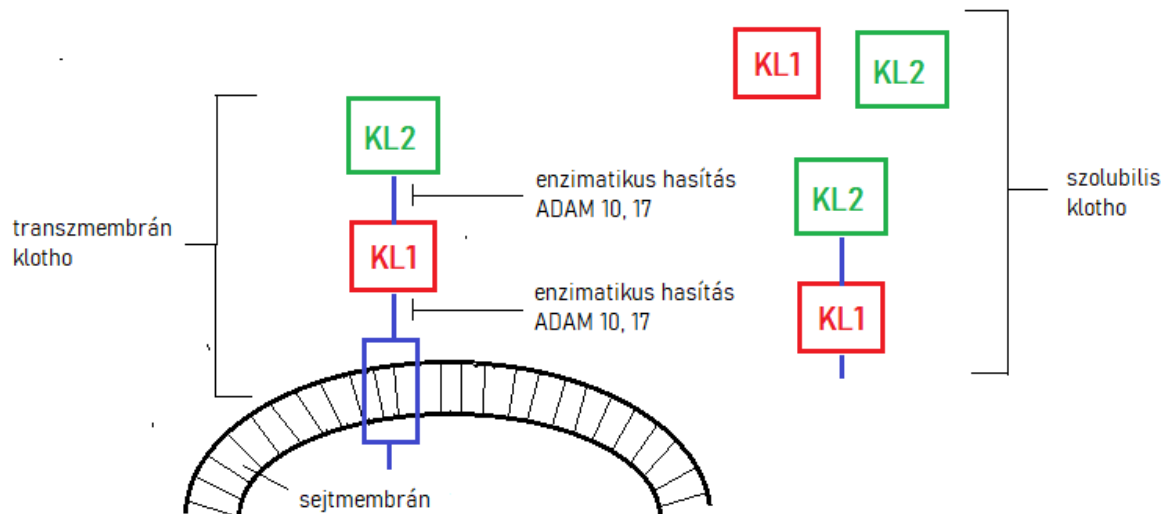 KL1
KL2
KL2
enzimatikus hasítás
ADAM 10, 17
transzmembrán
klotho
KL1
enzimatikus hasítás
ADAM 10, 17
KL2
KL1
szolubilis
klotho
sejtmembrán